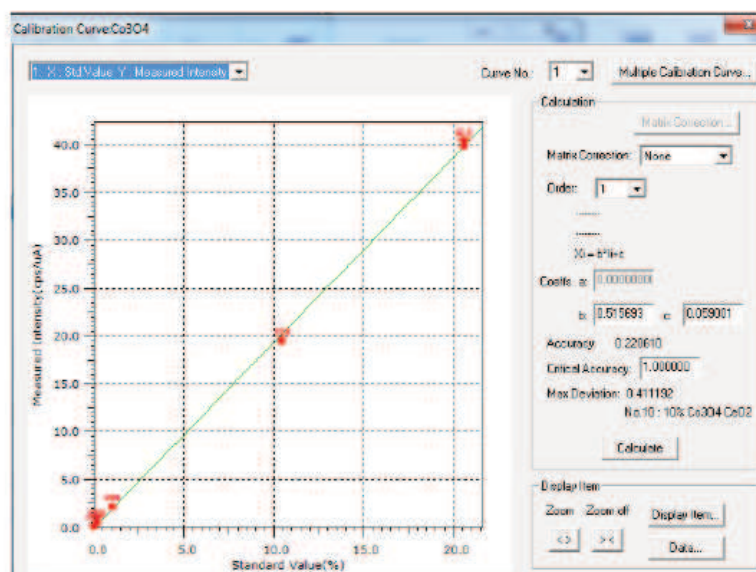 Calibration Curve:Co3O4
1 : X : Std Value Y : Measured Intensity
Curve No.: 1 Multiple Calibration Curve...
Calculation
Matrix Correction...
Matrix Correction: None
Order: 1
-------
-------
Xi = b*Ii+c
Coeffs a: 0.0000000
b: 0.515693 c: 0.059001
Accuracy: 0.220610
Critical Accuracy: 1.000000
Max Deviation: 0.411192
No.10 : 10% Co3O4 CeO2
Calculate
Display Item
Zoom Zoom off
<> ><
Display Item...
Data...
Measured Intensity(cps/uA)
40.0
35.0
30.0
25.0
20.0
15.0
10.0
5.0
0.0
0.0 5.0 10.0 15.0 20.0
Standard Value(%)